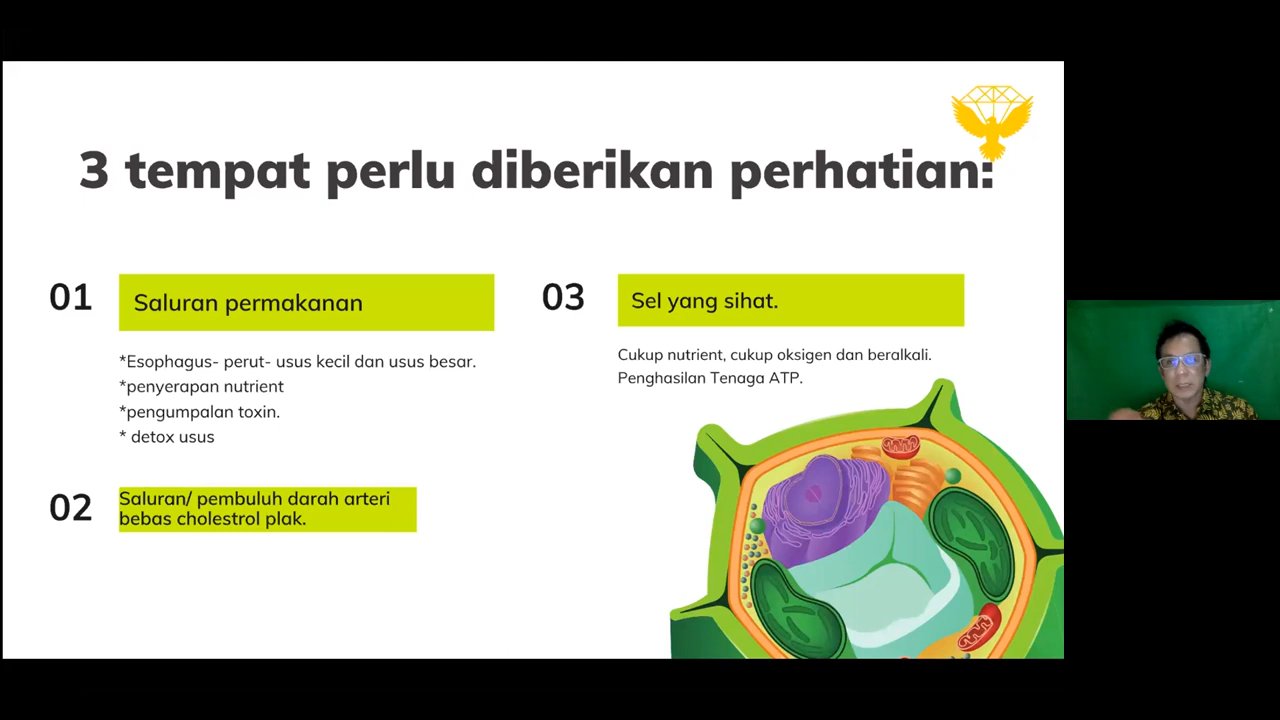 3 tempat perlu diberikan perhatian:
01
Saluran permakanan
*Esophagus- perut- usus kecil dan usus besar.
*penyerapan nutrient
*pengumpalan toxin.
* detox usus
02
Saluran/ pembuluh darah arteri
bebas cholestrol plak.
03
Sel yang sihat.
Cukup nutrient, cukup oksigen dan beralkali.
Penghasilan Tenaga ATP.